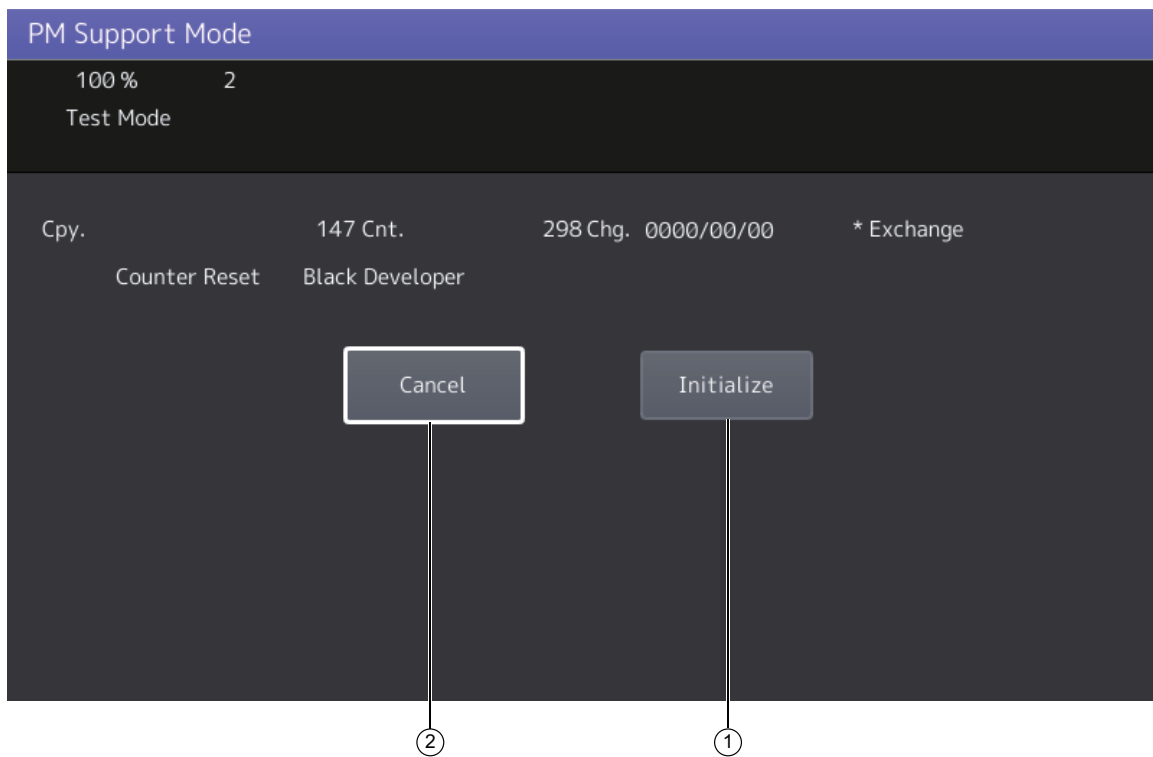 PM Support Mode
100 % 2
Test Mode
Cpy. 147 Cnt. 298 Chg. 0000/00/00 * Exchange
Counter Reset Black Developer
Cancel Initialize
2 1